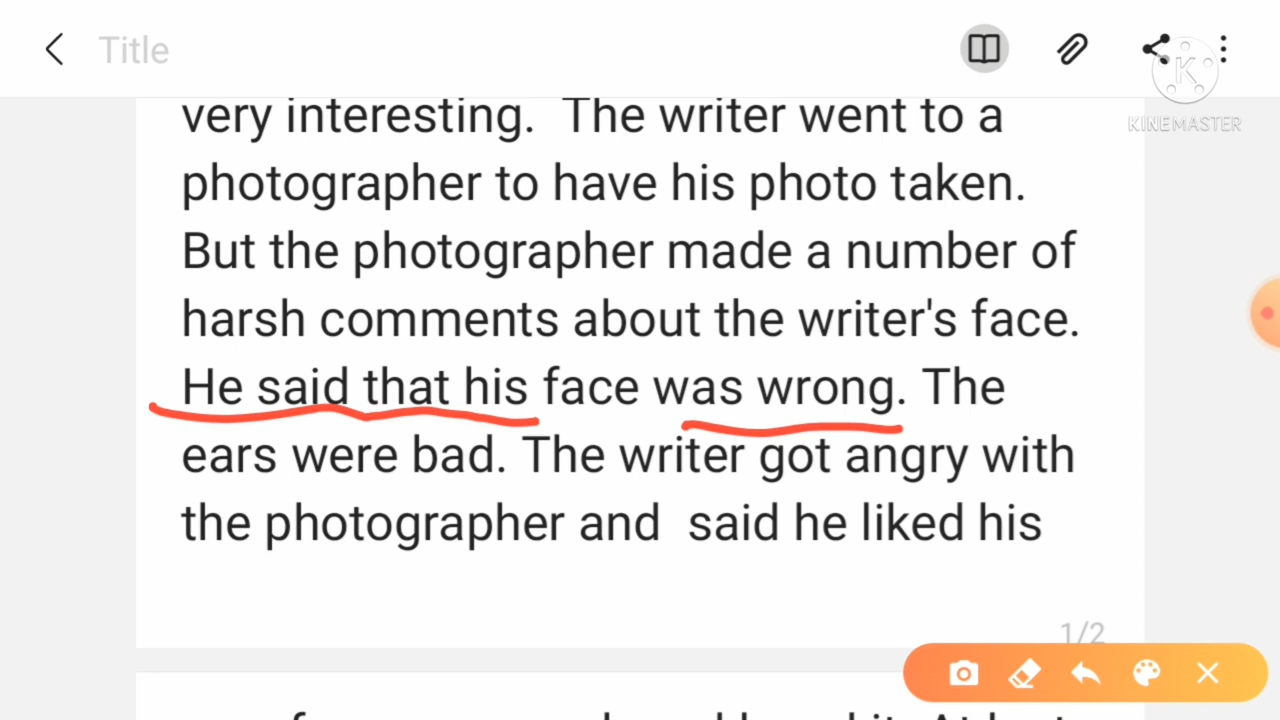 Title
KINEMASTER
very interesting. The writer went to a
photographer to have his photo taken.
But the photographer made a number of
harsh comments about the writer's face.
He said that his face was wrong. The
ears were bad. The writer got angry with
the photographer and said he liked his
1/2